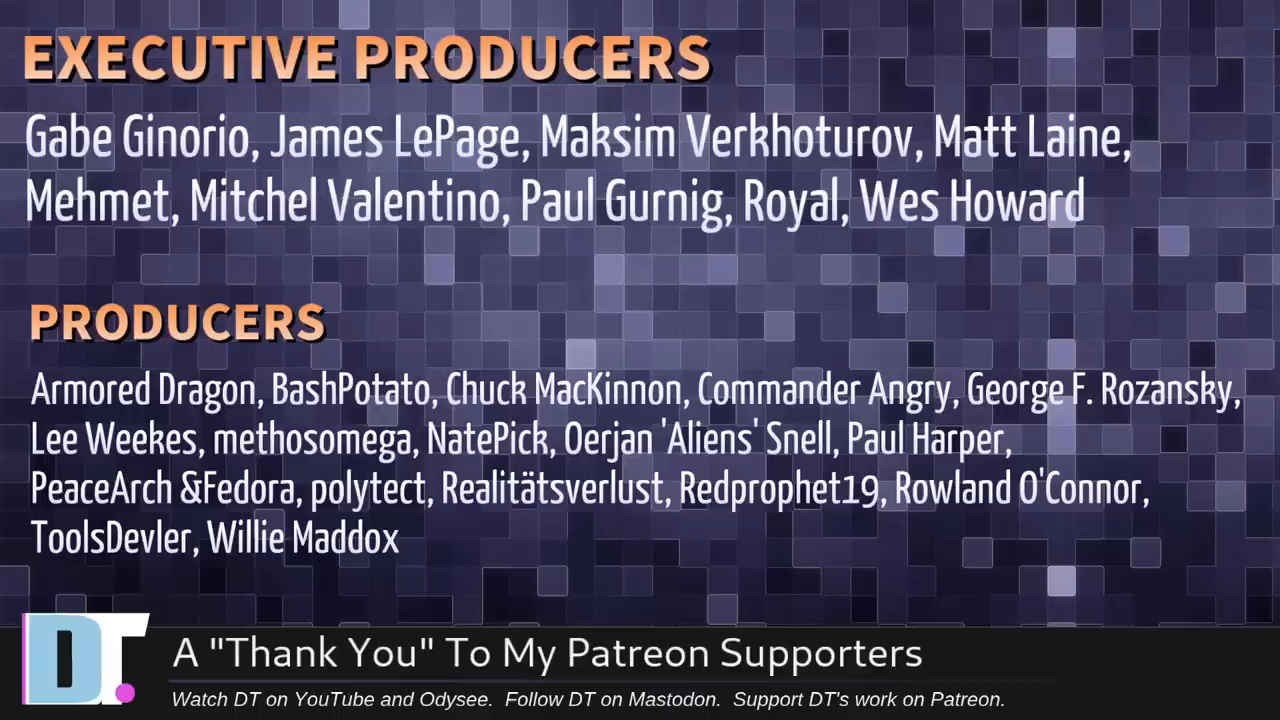 EXECUTIVE PRODUCERS
Gabe Ginorio, James LePage, Maksim Verkhoturov, Matt Laine,
Mehmet, Mitchel Valentino, Paul Gurnig, Royal, Wes Howard
PRODUCERS
Armored Dragon, BashPotato, Chuck MacKinnon, Commander Angry, George F. Rozansky,
Lee Weekes, methosomega, NatePick, Oerjan 'Aliens' Snell, Paul Harper,
PeaceArch &Fedora, polytect, Realitätsverlust, Redprophet19, Rowland O'Connor,
ToolsDevler, Willie Maddox
DT
A "Thank You" To My Patreon Supporters
Watch DT on YouTube and Odysee.  Follow DT on Mastodon.  Support DT's work on Patreon.